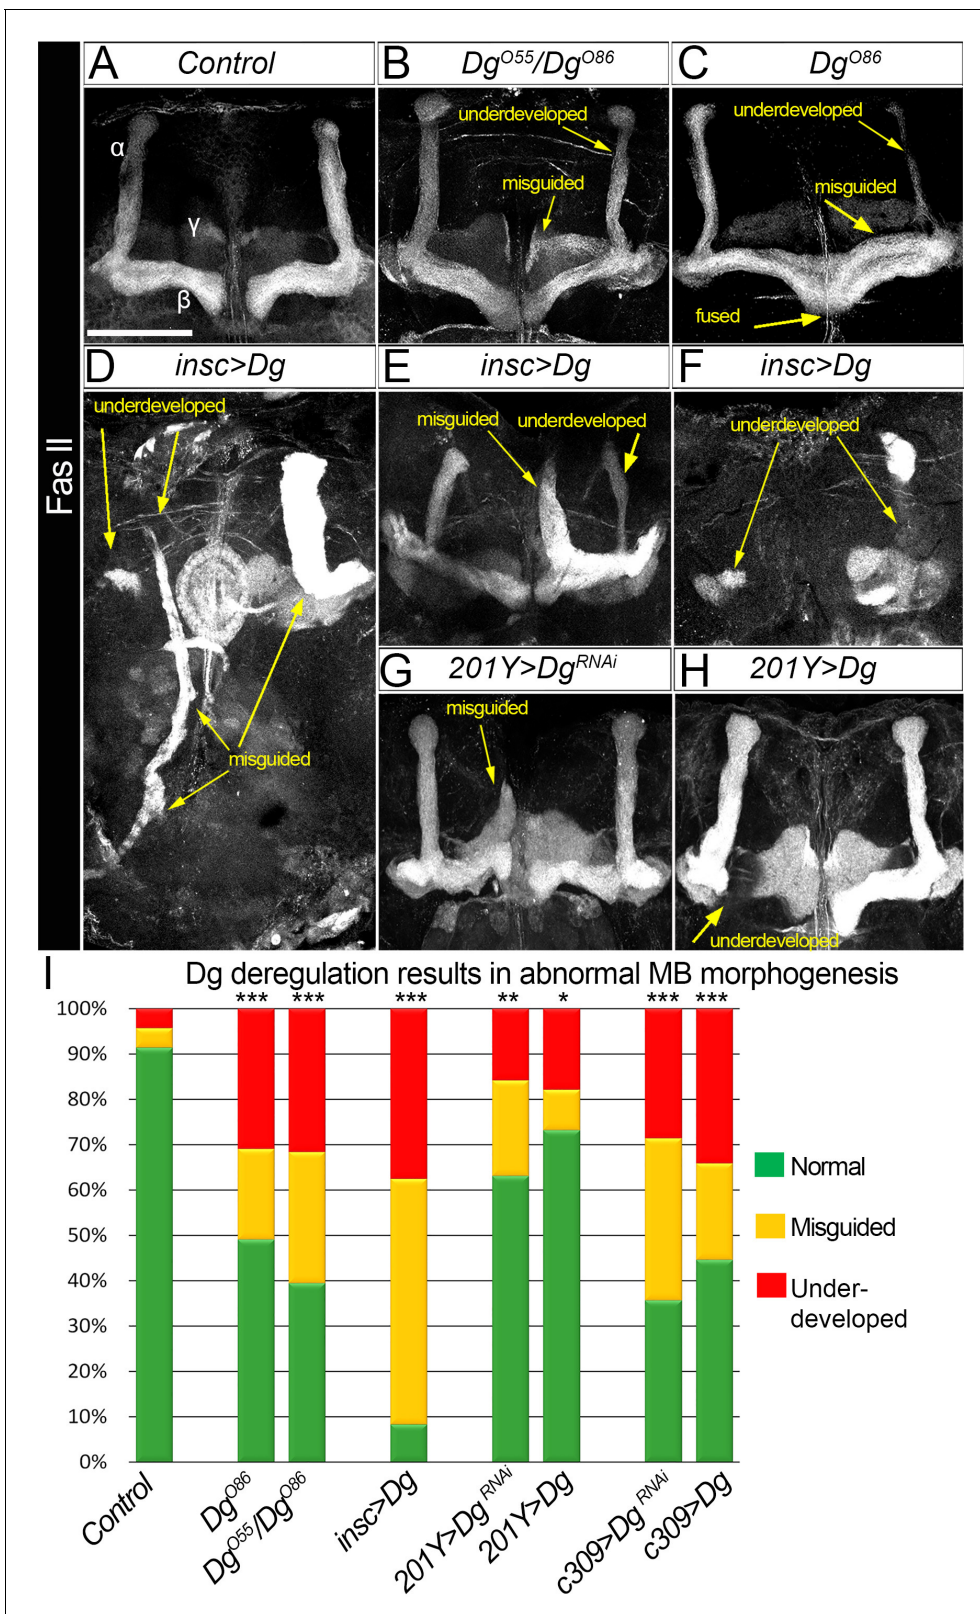 Fas II
A Control
α
γ
β
B Dg^O55/Dg^O86
underdeveloped
misguided
C Dg^O86
underdeveloped
misguided
fused
D insc>Dg
underdeveloped
misguided
E insc>Dg
misguided underdeveloped
F insc>Dg
underdeveloped
G 201Y>Dg^RNAi
misguided
H 201Y>Dg
underdeveloped
I Dg deregulation results in abnormal MB morphogenesis
*** *** *** ** * *** ***
100%
90%
80%
70%
60%
50%
40%
30%
20%
10%
0%
Normal
Misguided
Under-
developed
Control
Dg^O86
Dg^O55/Dg^O86
insc>Dg
201Y>Dg^RNAi
201Y>Dg
c309>Dg^RNAi
c309>Dg